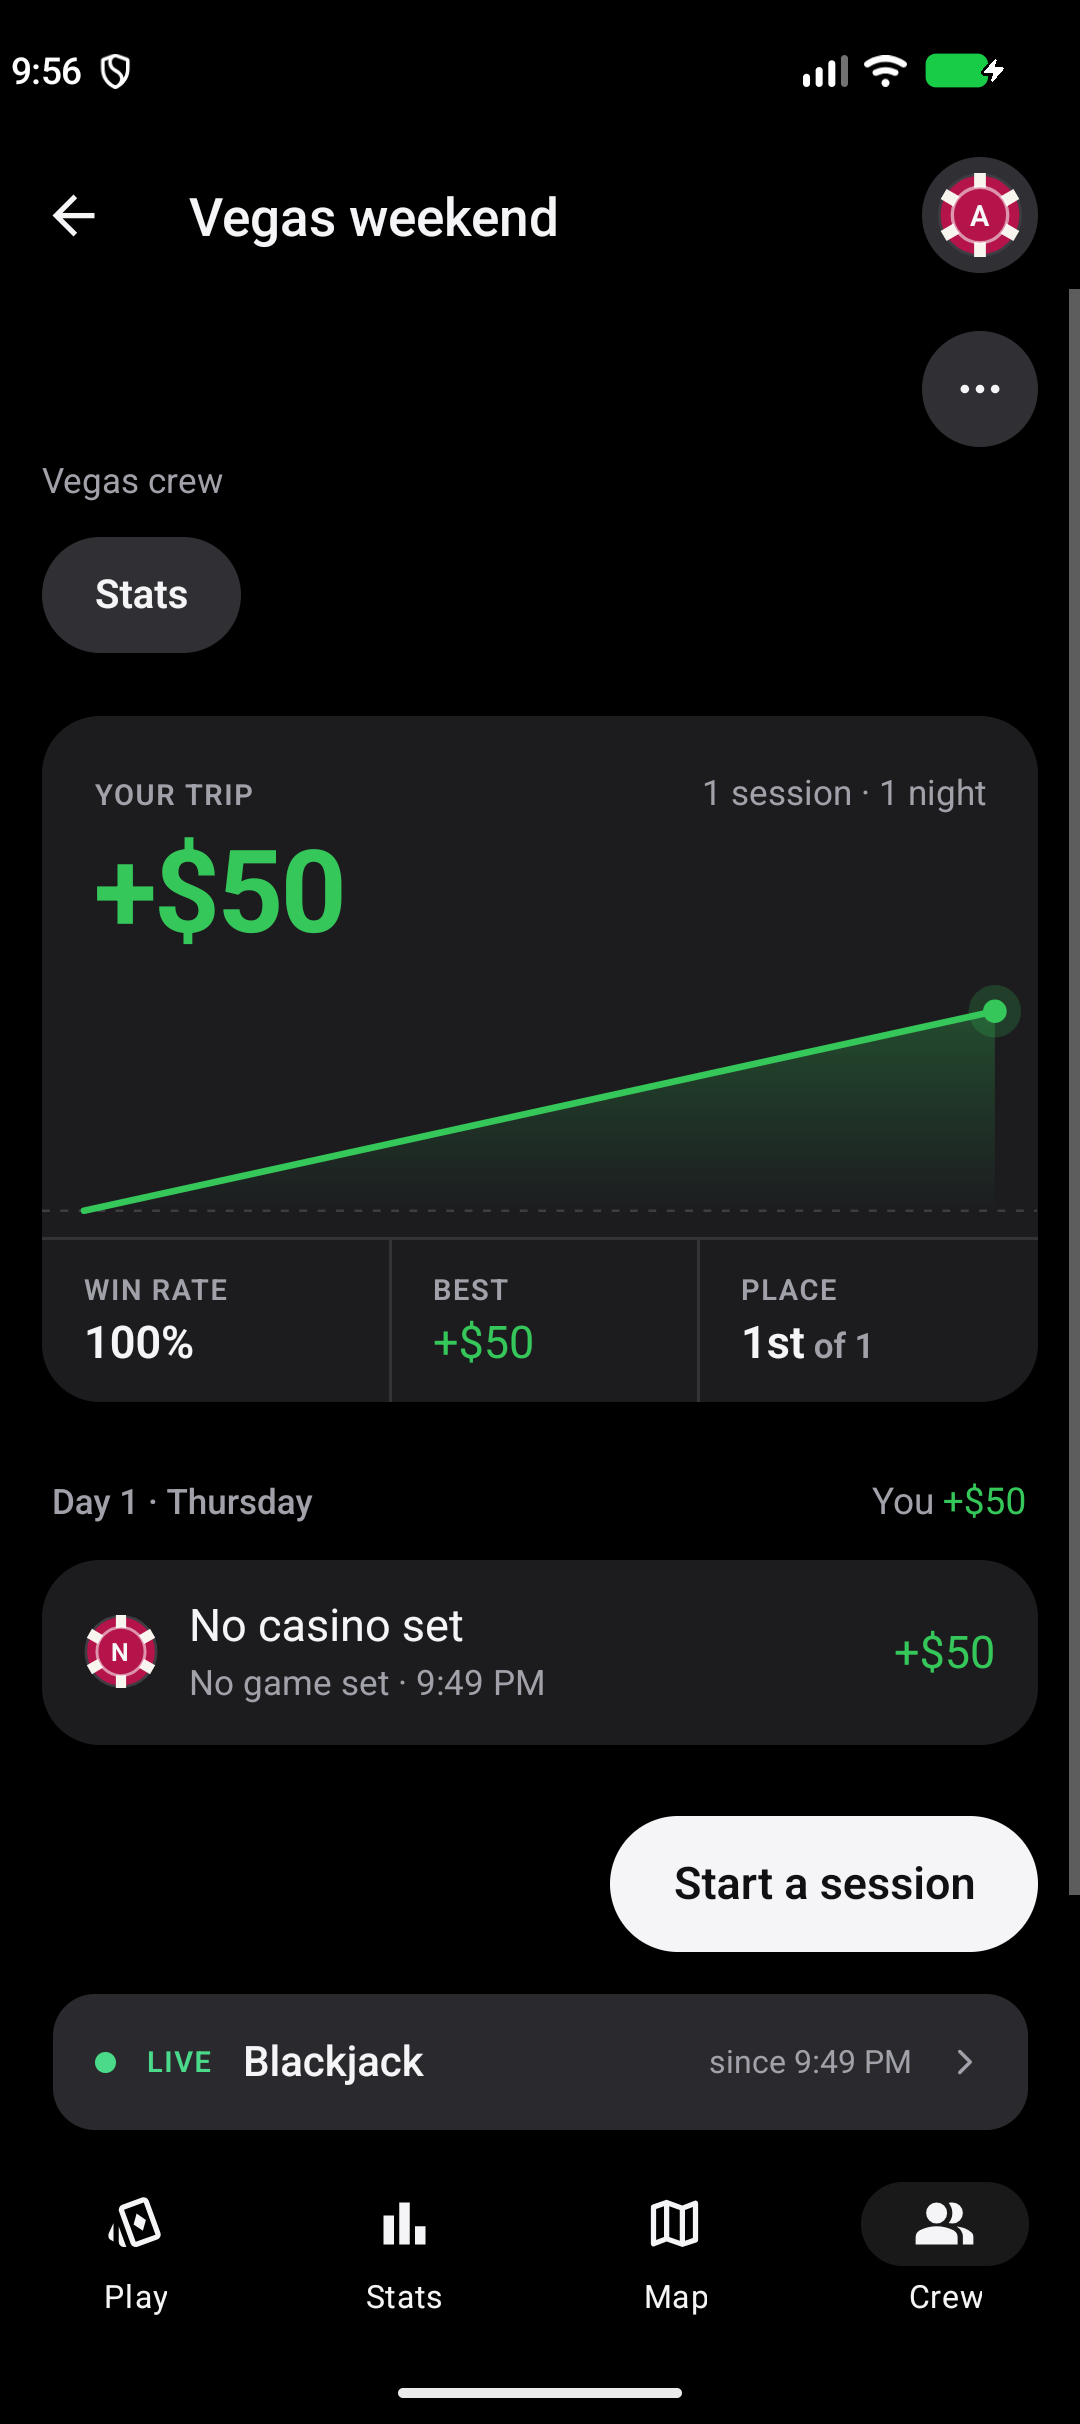 9:56
Vegas weekend
A
Vegas crew
Stats
YOUR TRIP
1 session · 1 night
+$50
WIN RATE
BEST
PLACE
100%
+$50
1st of 1
Day 1 · Thursday
You +$50
N
No casino set
No game set · 9:49 PM
+$50
Start a session
LIVE Blackjack
since 9:49 PM
Play
Stats
Map
Crew